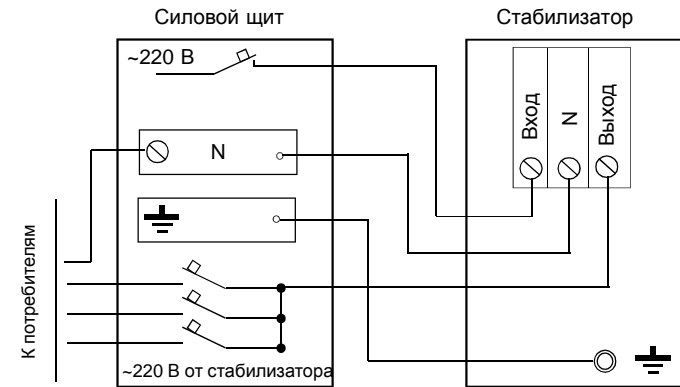 Силовой щит
Стабилизатор
~220 В
Вход
N
Выход
N
К потребителям
~220 В от стабилизатора